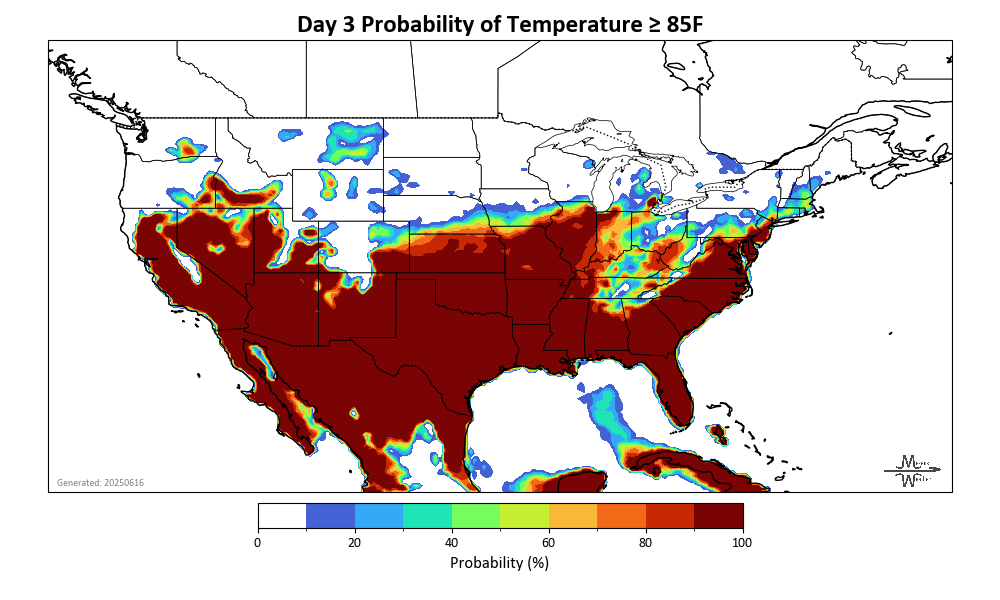 Day 3 Probability of Temperature ≥ 85F
Generated: 20250616
0 20 40 60 80 100
Probability (%)